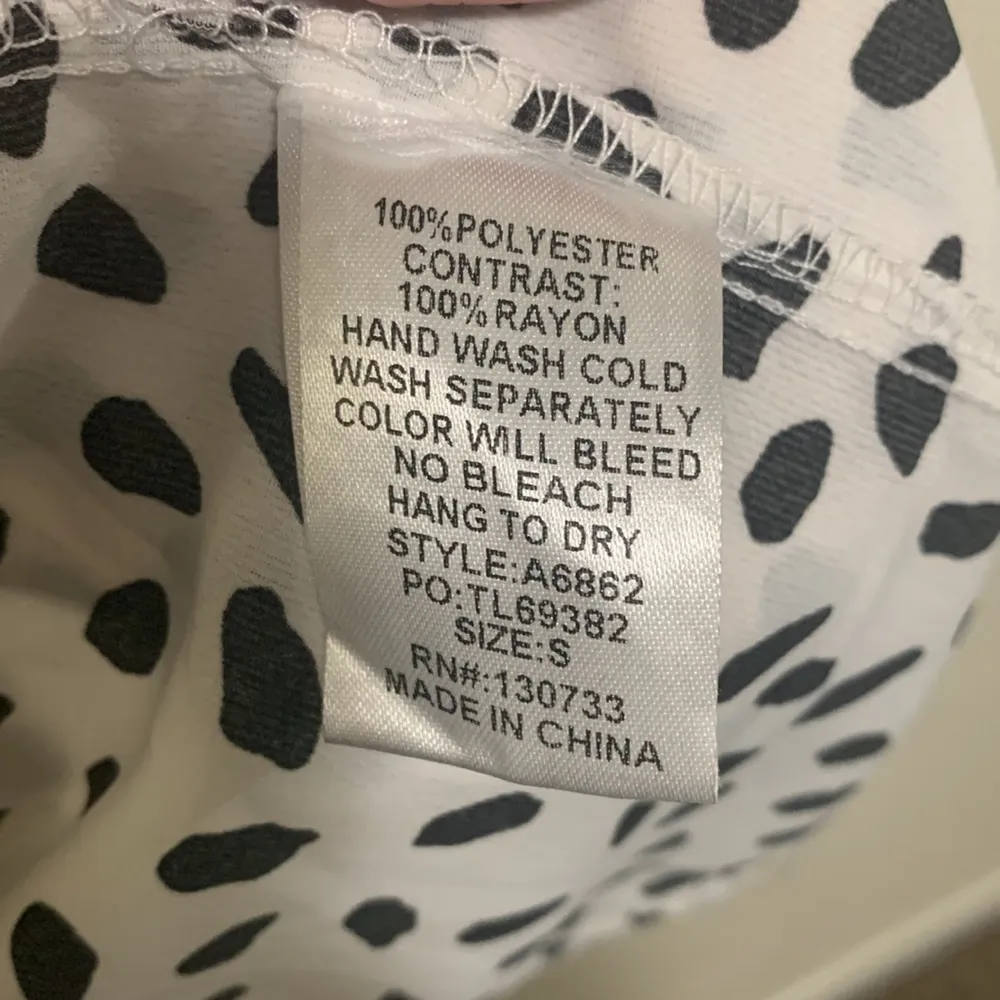 100%POLYESTER
CONTRAST:
100%RAYON
HAND WASH COLD
WASH SEPARATELY
COLOR WILL BLEED
NO BLEACH
HANG TO DRY
STYLE:A6862
PO:TL69382
SIZE:S
RN#:130733
MADE IN CHINA